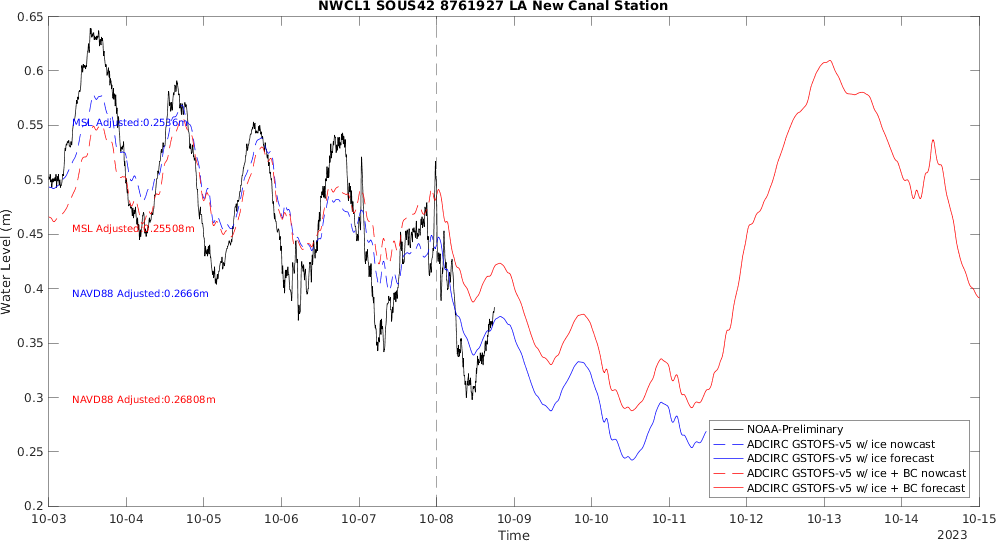 NWCL1 SOUS42 8761927 LA New Canal Station
Water Level (m)
0.65
0.6
0.55
0.5
0.45
0.4
0.35
0.3
0.25
0.2
MSL Adjusted:0.2536m
MSL Adjusted:0.25508m
NAVD88 Adjusted:0.2666m
NAVD88 Adjusted:0.26808m
NOAA-Preliminary
ADCIRC GSTOFS-v5 w/ ice nowcast
ADCIRC GSTOFS-v5 w/ ice forecast
ADCIRC GSTOFS-v5 w/ ice + BC nowcast
ADCIRC GSTOFS-v5 w/ ice + BC forecast
10-03 10-04 10-05 10-06 10-07 10-08 10-09 10-10 10-11 10-12 10-13 10-14 10-15
Time
2023